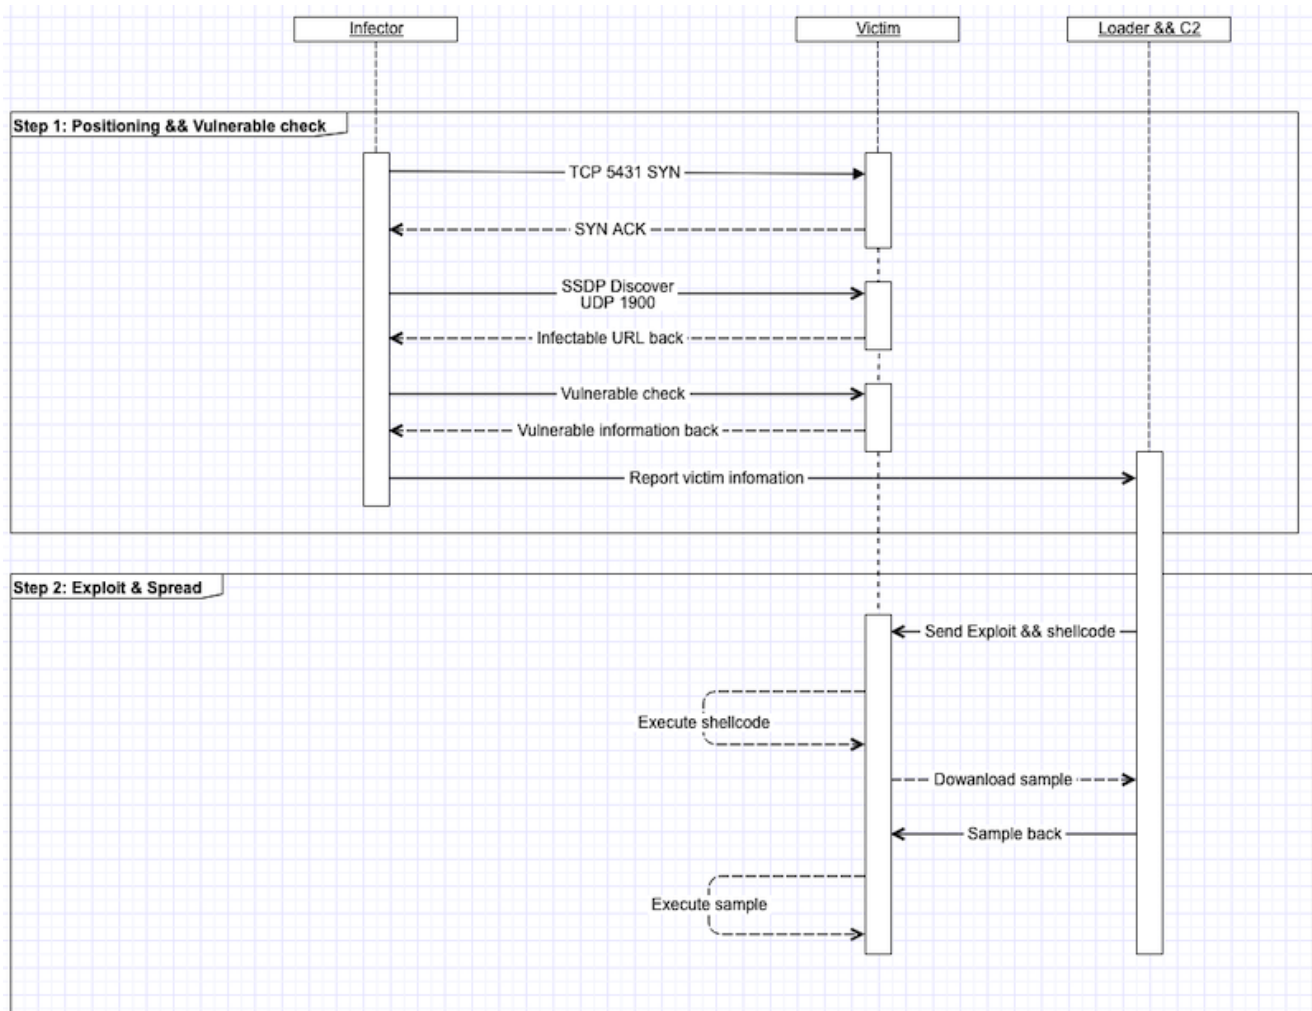 Infector
Victim
Loader && C2
Step 1: Positioning && Vulnerable check
TCP 5431 SYN
SYN ACK
SSDP Discover
UDP 1900
Infectable URL back
Vulnerable check
Vulnerable information back
Report victim infomation
Step 2: Exploit & Spread
Send Exploit && shellcode
Execute shellcode
Dowanload sample
Sample back
Execute sample